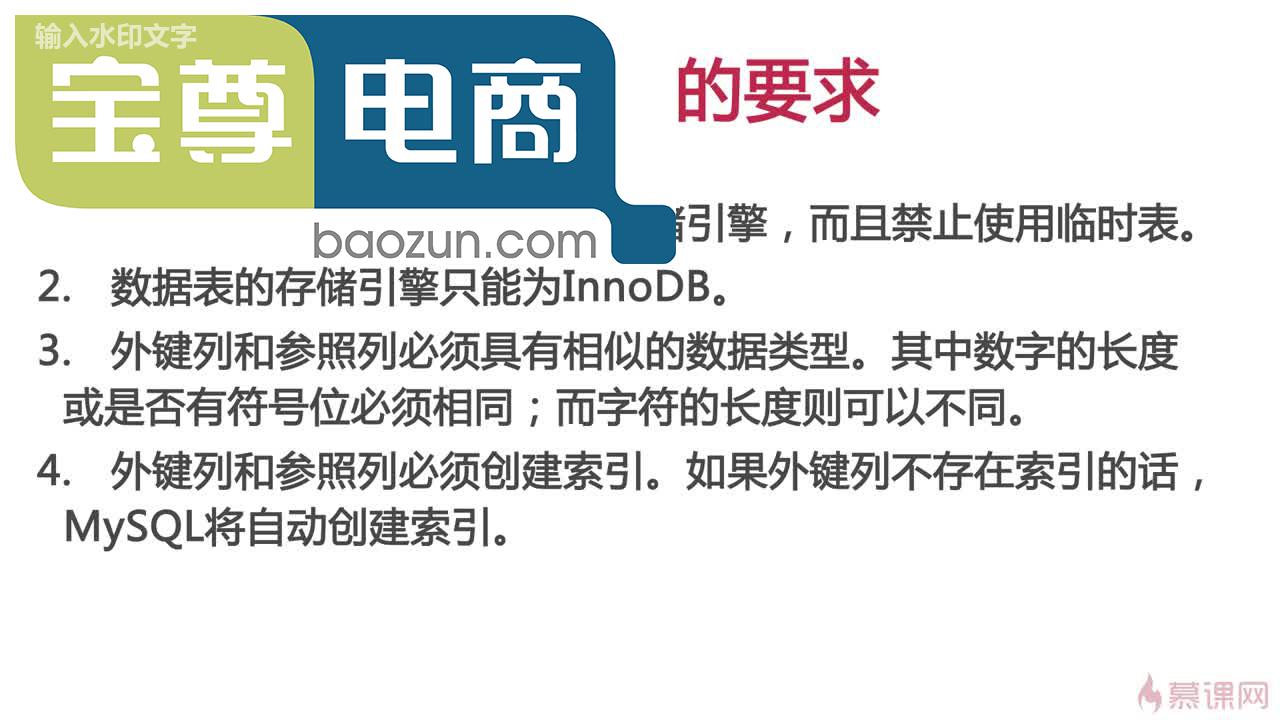 输入水印文字
宝尊电商
的要求
baozun.com
引擎，而且禁止使用临时表。
2. 数据表的存储引擎只能为InnoDB。
3. 外键列和参照列必须具有相似的数据类型。其中数字的长度
或是否有符号位必须相同；而字符的长度则可以不同。
4. 外键列和参照列必须创建索引。如果外键列不存在索引的话，
MySQL将自动创建索引。
慕课网